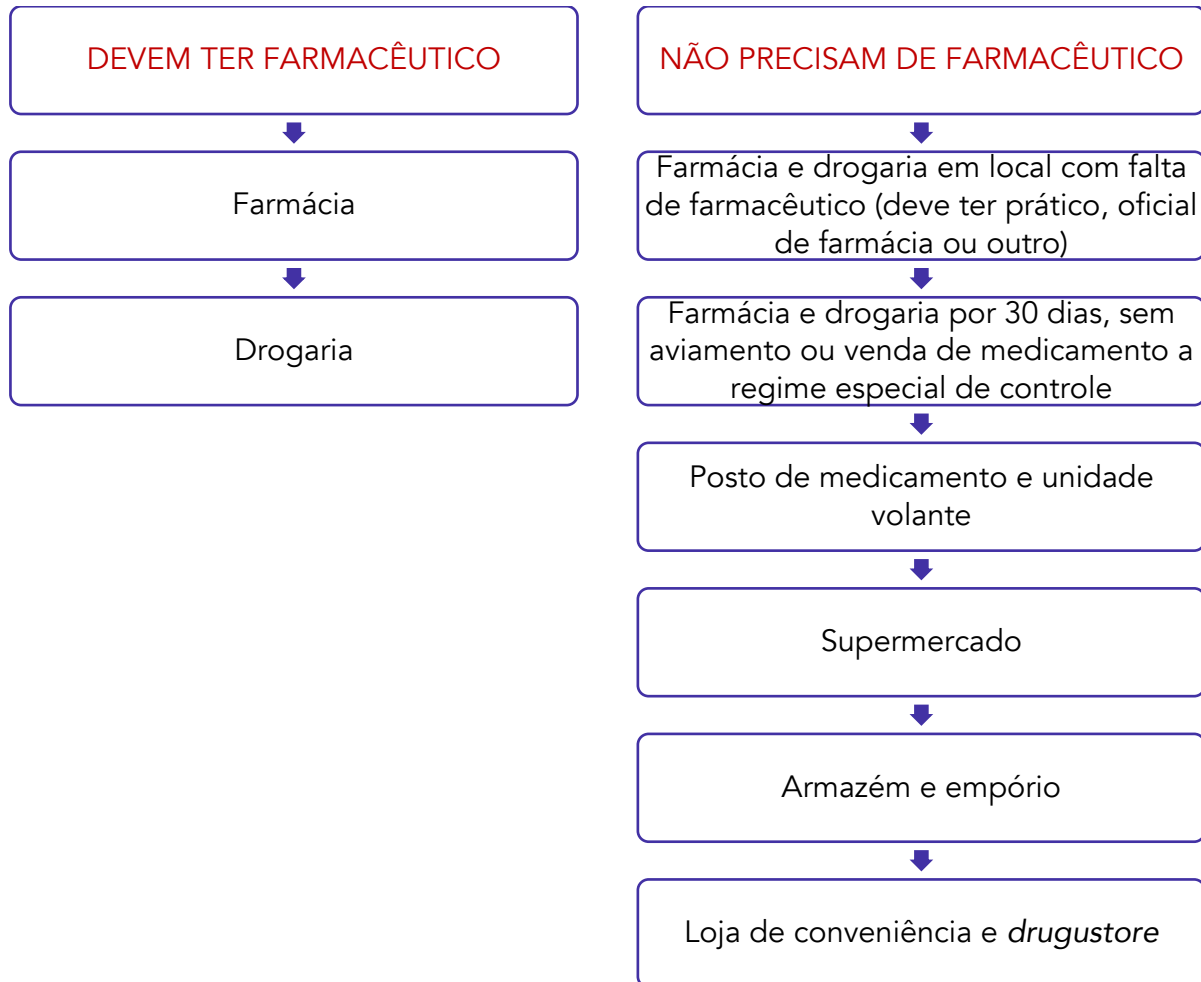 DEVEM TER FARMACÊUTICO
Farmácia
Drogaria
NÃO PRECISAM DE FARMACÊUTICO
Farmácia e drogaria em local com falta
de farmacêutico (deve ter prático, oficial
de farmácia ou outro)
Farmácia e drogaria por 30 dias, sem
aviamento ou venda de medicamento a
regime especial de controle
Posto de medicamento e unidade
volante
Supermercado
Armazém e empório
Loja de conveniência e drugustore